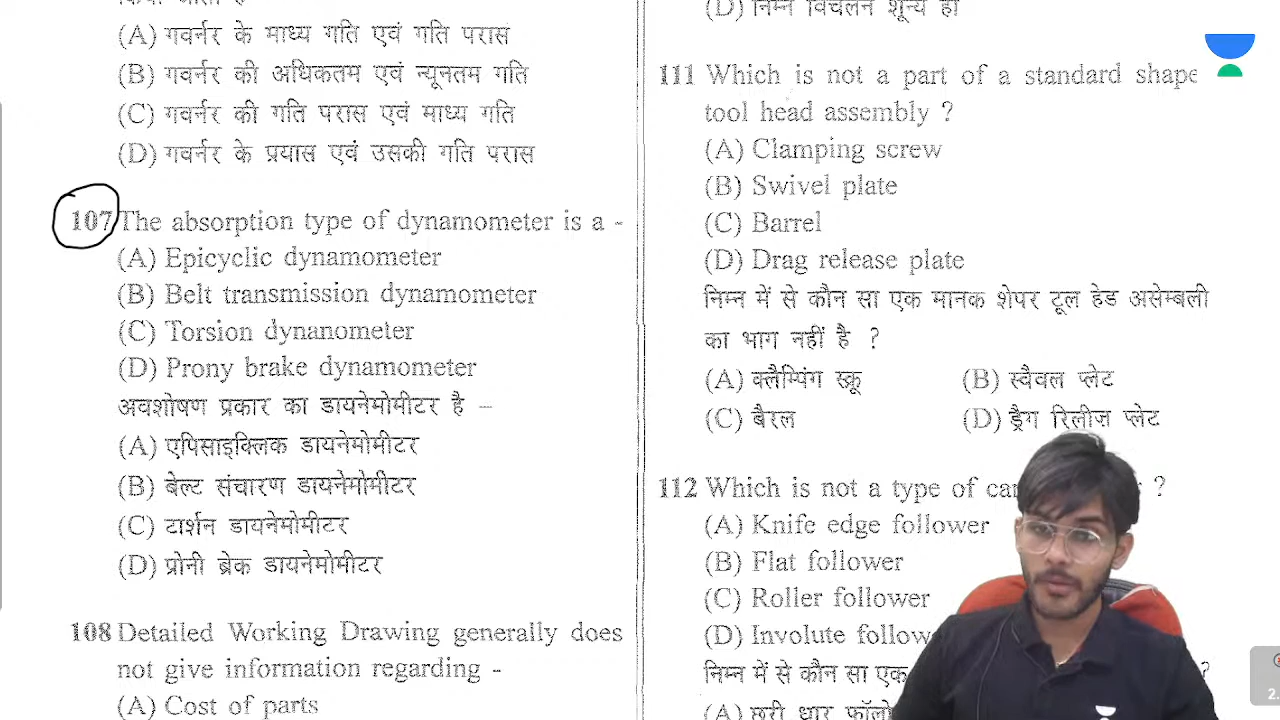 (A) गवर्नर के माध्य गति एवं गति परास
(B) गवर्नर की अधिकतम एवं न्यूनतम गति
(C) गवर्नर की गति परास एवं माध्य गति
(D) गवर्नर के प्रयास एवं उसकी गति परास
107 The absorption type of dynamometer is a -
(A) Epicyclic dynamometer
(B) Belt transmission dynamometer
(C) Torsion dynanometer
(D) Prony brake dynamometer
अवशोषण प्रकार का डायनेमोमीटर है –
(A) एपिसाइक्लिक डायनेमोमीटर
(B) बेल्ट संचारण डायनेमोमीटर
(C) टार्शन डायनेमोमीटर
(D) प्रोनी ब्रेक डायनेमोमीटर
108 Detailed Working Drawing generally does
not give information regarding -
(A) Cost of parts
(D) निम्न विचलन शून्य हो
111 Which is not a part of a standard shape
tool head assembly ?
(A) Clamping screw
(B) Swivel plate
(C) Barrel
(D) Drag release plate
निम्न में से कौन सा एक मानक शेपर टूल हेड असेम्बली
का भाग नहीं है ?
(A) क्लैम्पिंग स्क्रू (B) स्वैवल प्लेट
(C) बैरल (D) ड्रैग रिलीज प्लेट
112 Which is not a type of ?
(A) Knife edge follower
(B) Flat follower
(C) Roller follower
(D) Involute
निम्न में से कौन सा एक ?
(A) छुरी धार